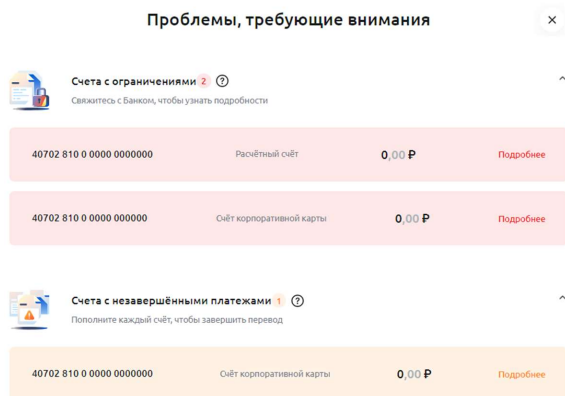 Проблемы, требующие внимания
Счета с ограничениями 2 ?
Свяжитесь с Банком, чтобы узнать подробности
40702 810 0 0000 0000000 Расчётный счёт 0,00 ₽ Подробнее
40702 810 0 0000 000000 Счёт корпоративной карты 0,00 ₽ Подробнее
Счета с незавершёнными платежами 1 ?
Пополните каждый счёт, чтобы завершить перевод
40702 810 0 0000 0000000 Счёт корпоративной карты 0,00 ₽ Подробнее